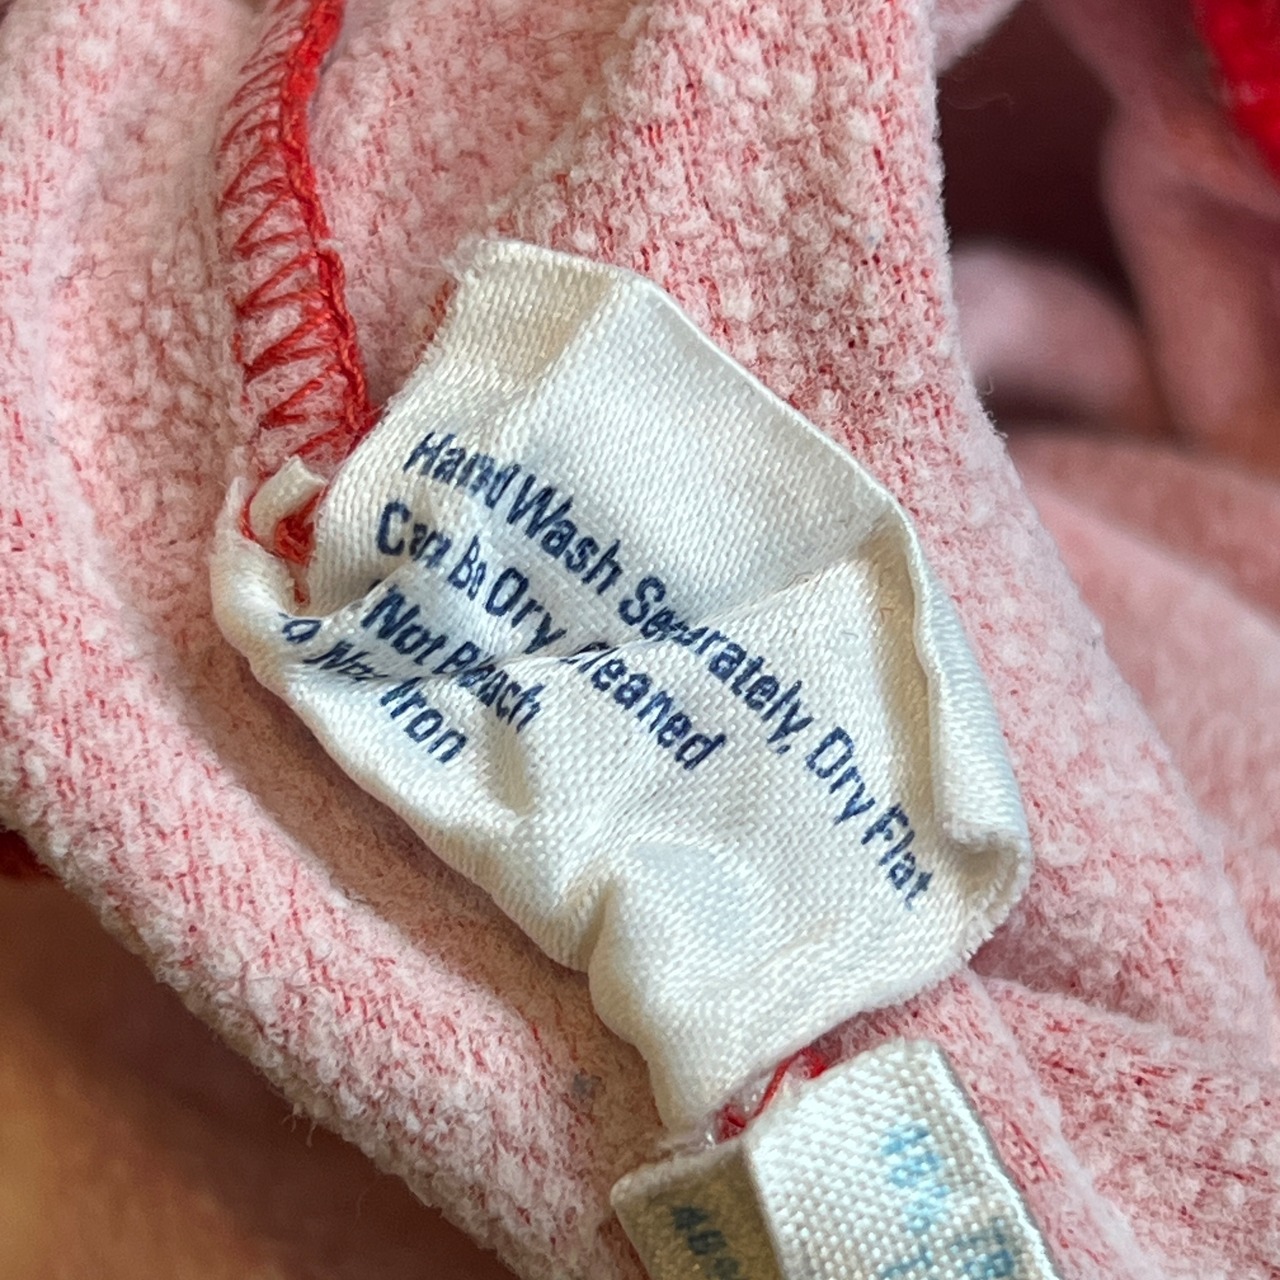 Hand Wash Separately, Dry Flat
Can Be Dry Cleaned
Not Bleach
Iron